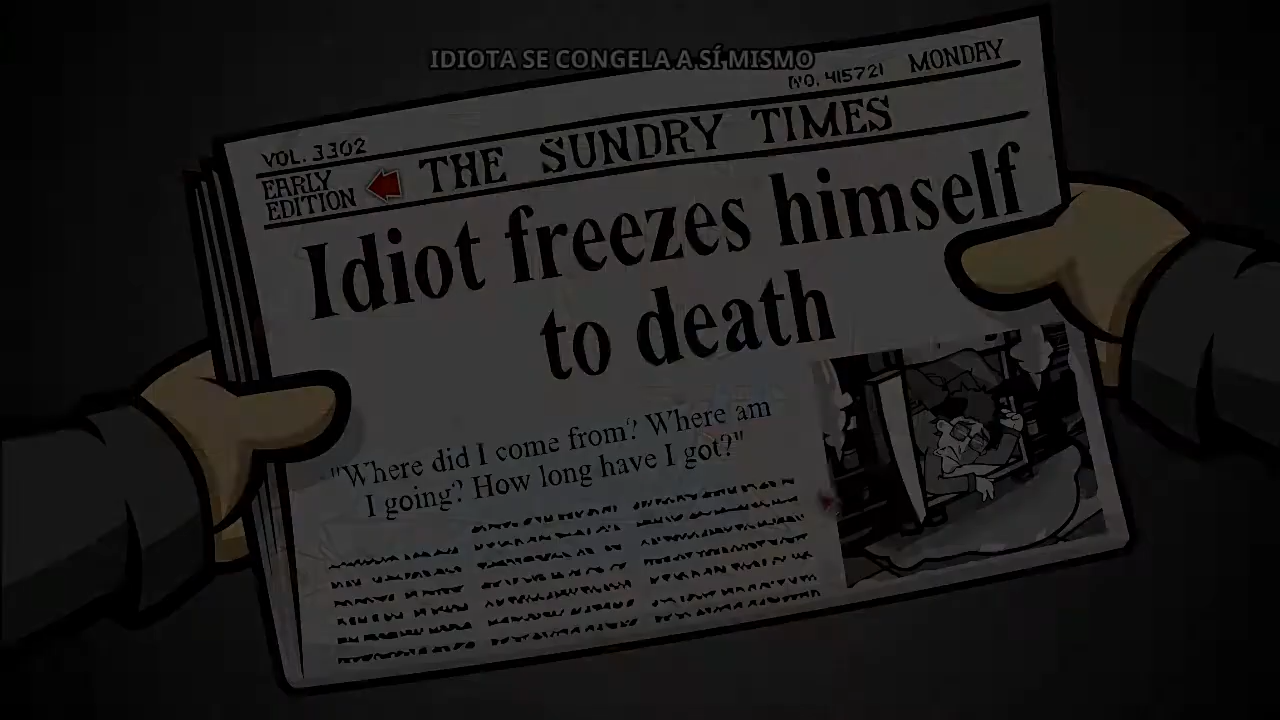 IDIOTA SE CONGELA A SÍ MISMO
NO. 415721 MONDAY
VOL. 3302
EARLY
EDITION
THE SUNDRY TIMES
Idiot freezes himself
to death
"Where did I come from? Where am
I going? How long have I got?"